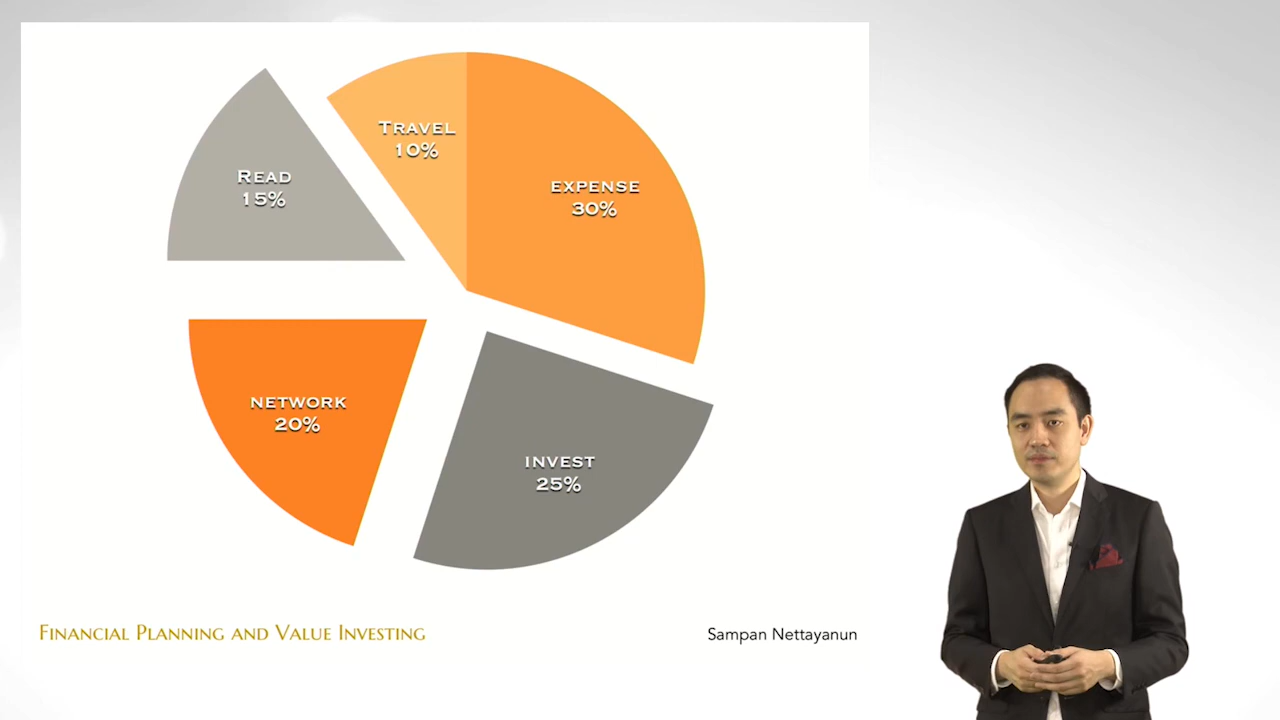 Travel
10%
Expense
30%
Read
15%
Network
20%
Invest
25%
Financial Planning and Value Investing
Sampan Nettayanun